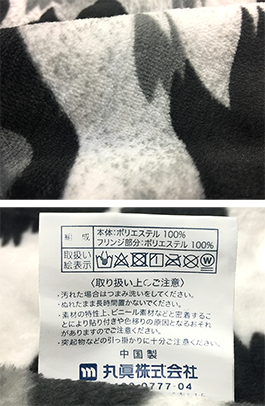 組成 本体:ポリエステル 100%
フリンジ部分:ポリエステル 100%
取扱い
絵表示
〈取り扱い上のご注意〉
・汚れた場合はつまみ洗いをしてください。
・ぬれたまま長時間置かないでください。
・素材の特性上、ビニール素材などと密着するこ
とにより貼り付きや色移りの原因となるおそれ
がありますのでご注意ください。
・突起物などの引っ掛かりに十分ご注意ください。
中国製
丸眞株式会社
0777-04